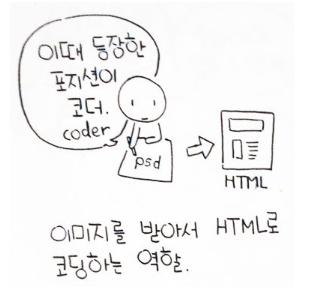 이때 등장한
포지션이
코더.
coder
psd
HTML
이미지를 받아서 HTML로
코딩하는 역할.